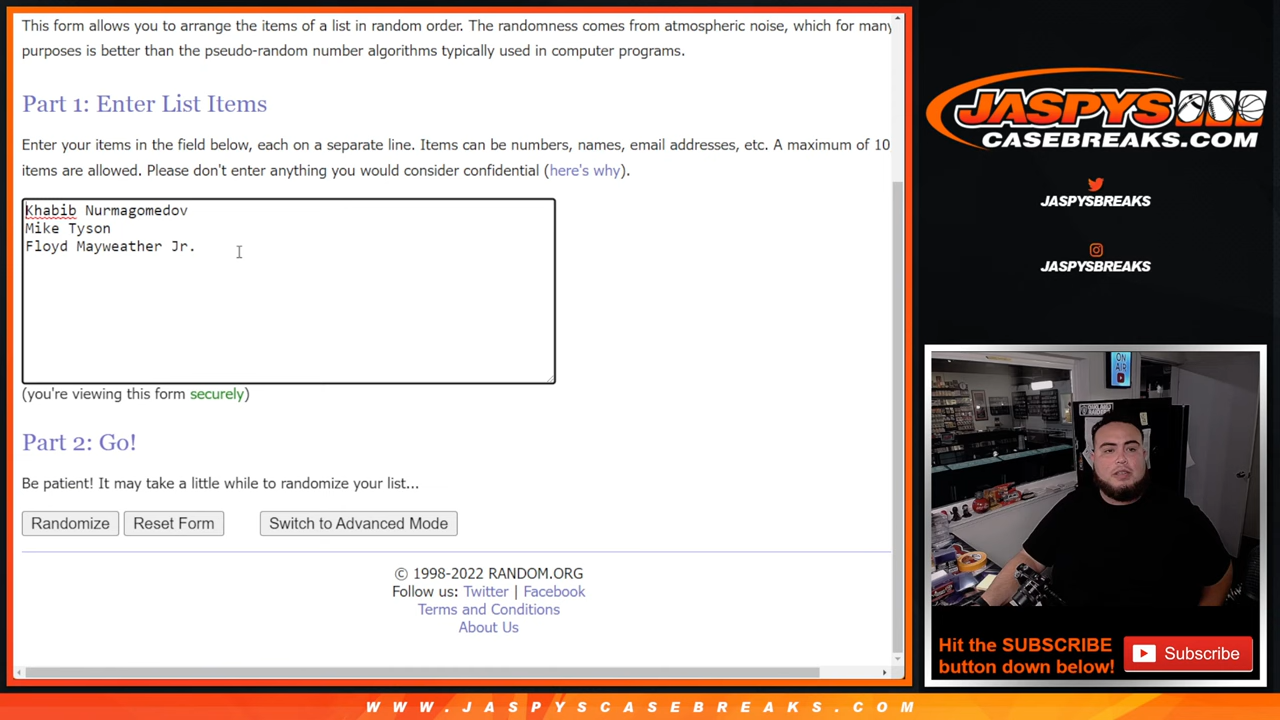 This form allows you to arrange the items of a list in random order. The randomness comes from atmospheric noise, which for many
purposes is better than the pseudo-random number algorithms typically used in computer programs.
Part 1: Enter List Items
Enter your items in the field below, each on a separate line. Items can be numbers, names, email addresses, etc. A maximum of 10
items are allowed. Please don't enter anything you would consider confidential (here's why).
Khabib Nurmagomedov
Mike Tyson
Floyd Mayweather Jr.
(you're viewing this form securely)
Part 2: Go!
Be patient! It may take a little while to randomize your list...
Randomize Reset Form Switch to Advanced Mode
© 1998-2022 RANDOM.ORG
Follow us: Twitter | Facebook
Terms and Conditions
About Us
JASPYS
CASEBREAKS.COM
JASPYSBREAKS
JASPYSBREAKS
ON
AIR
Hit the SUBSCRIBE
button down below!
Subscribe
WWW.JASPYSCASEBREAKS.COM